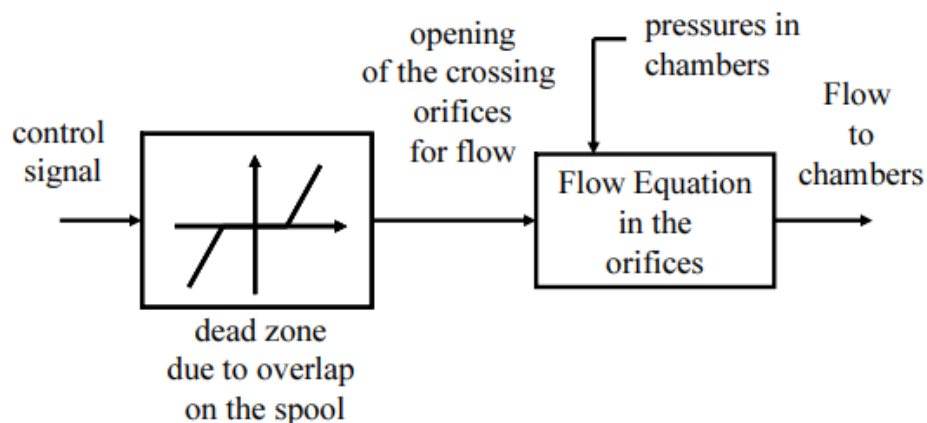 control
signal
dead zone
due to overlap
on the spool
opening
of the crossing
orifices
for flow
pressures in
chambers
Flow Equation
in the
orifices
Flow
to
chambers